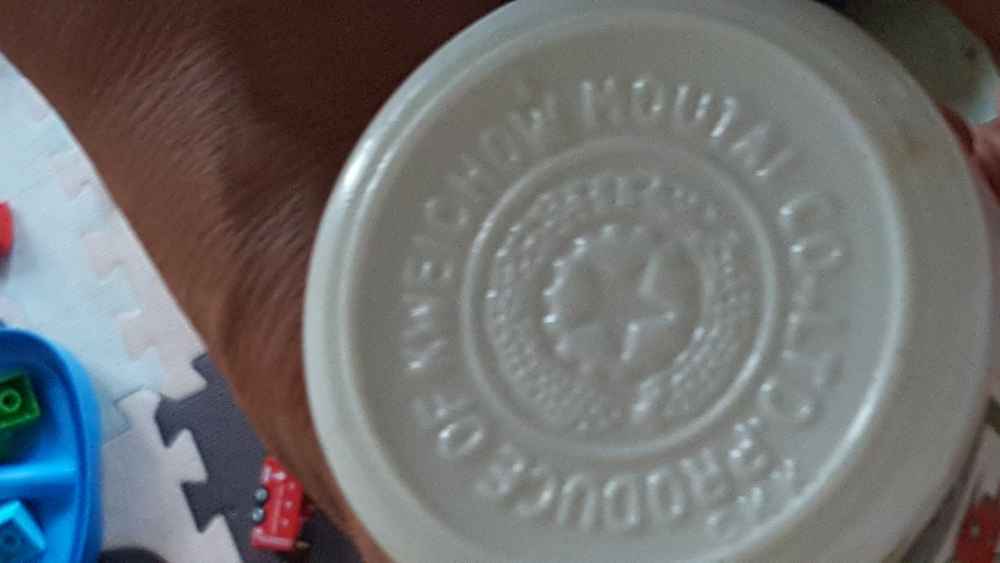 PRODUCE OF KWEICHOW MOUTAI CO.,LTD.